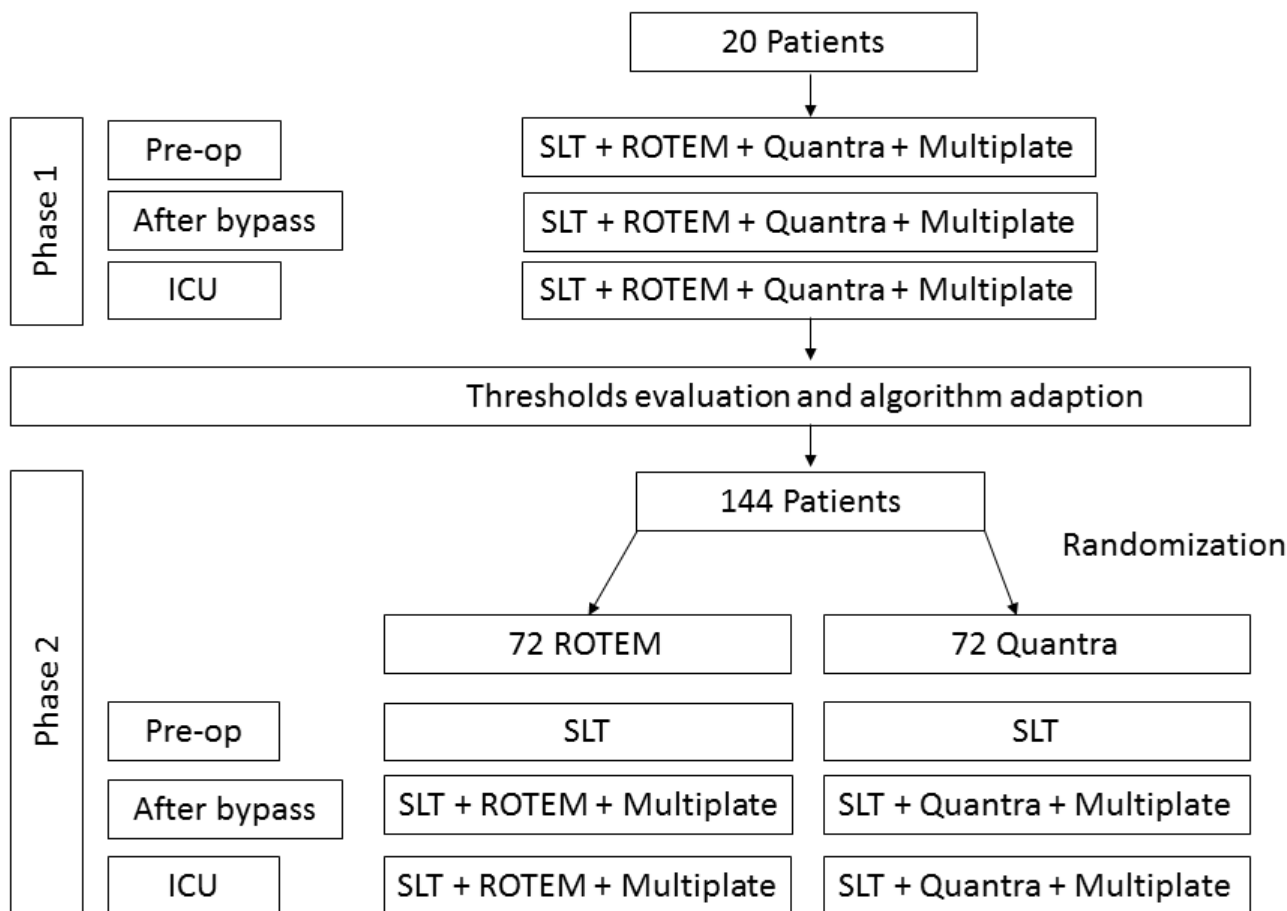 20 Patients
Phase 1
Pre-op
SLT + ROTEM + Quantra + Multiplate
After bypass
SLT + ROTEM + Quantra + Multiplate
ICU
SLT + ROTEM + Quantra + Multiplate
Thresholds evaluation and algorithm adaption
Phase 2
144 Patients
Randomization
72 ROTEM
72 Quantra
Pre-op
SLT
SLT
After bypass
SLT + ROTEM + Multiplate
SLT + Quantra + Multiplate
ICU
SLT + ROTEM + Multiplate
SLT + Quantra + Multiplate